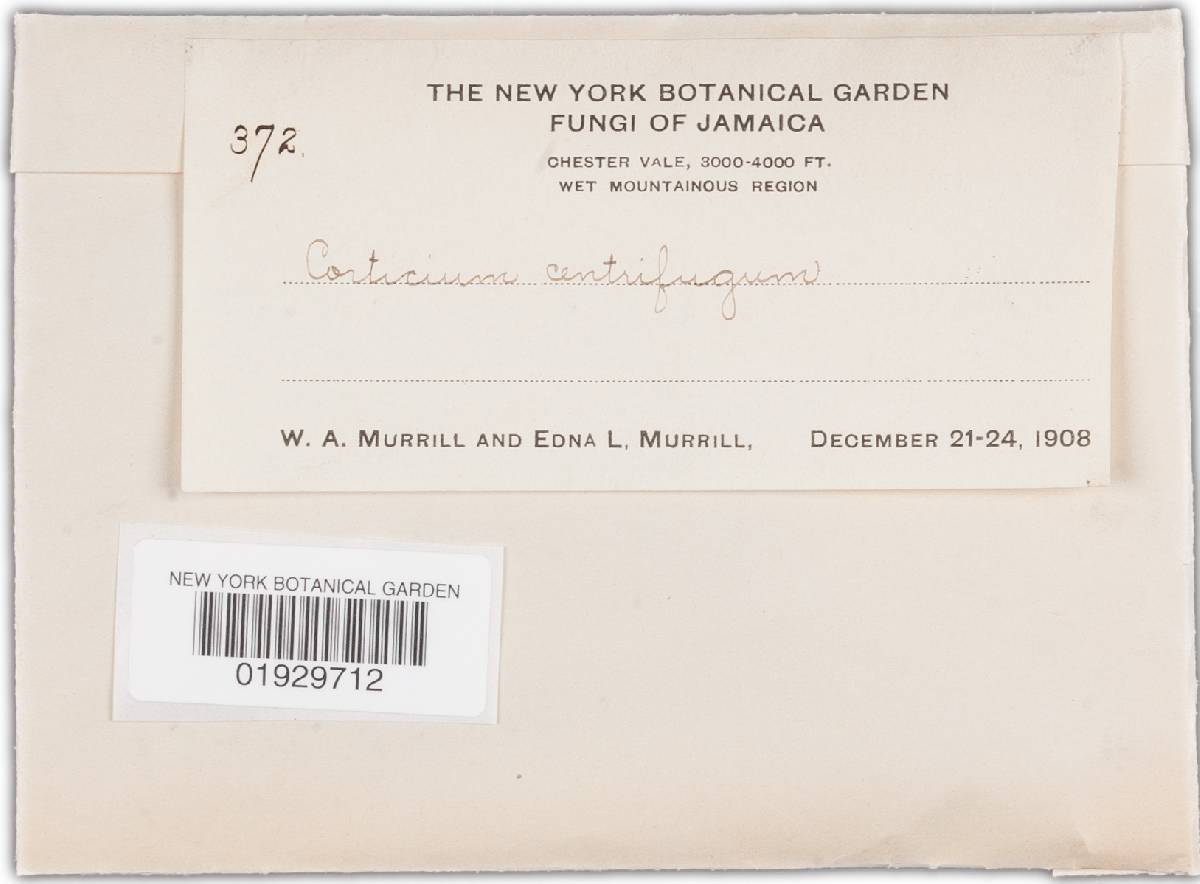 THE NEW YORK BOTANICAL GARDEN
FUNGI OF JAMAICA
372.
CHESTER VALE, 3000-4000 FT.
WET MOUNTAINOUS REGION
Corticium centrifugum
W. A. MURRILL AND EDNA L. MURRILL, DECEMBER 21-24, 1908
NEW YORK BOTANICAL GARDEN
01929712